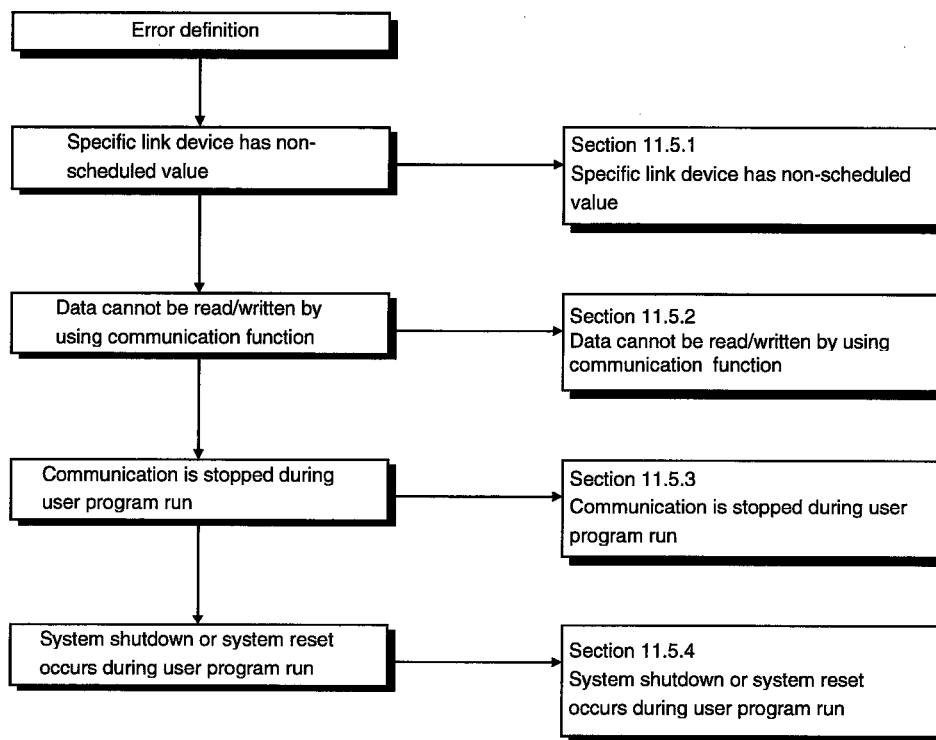 Error definition
Specific link device has non-
scheduled value
Section 11.5.1
Specific link device has non-scheduled
value
Data cannot be read/written by
using communication function
Section 11.5.2
Data cannot be read/written by using
communication function
Communication is stopped during
user program run
Section 11.5.3
Communication is stopped during user
program run
System shutdown or system reset
occurs during user program run
Section 11.5.4
System shutdown or system reset
occurs during user program run